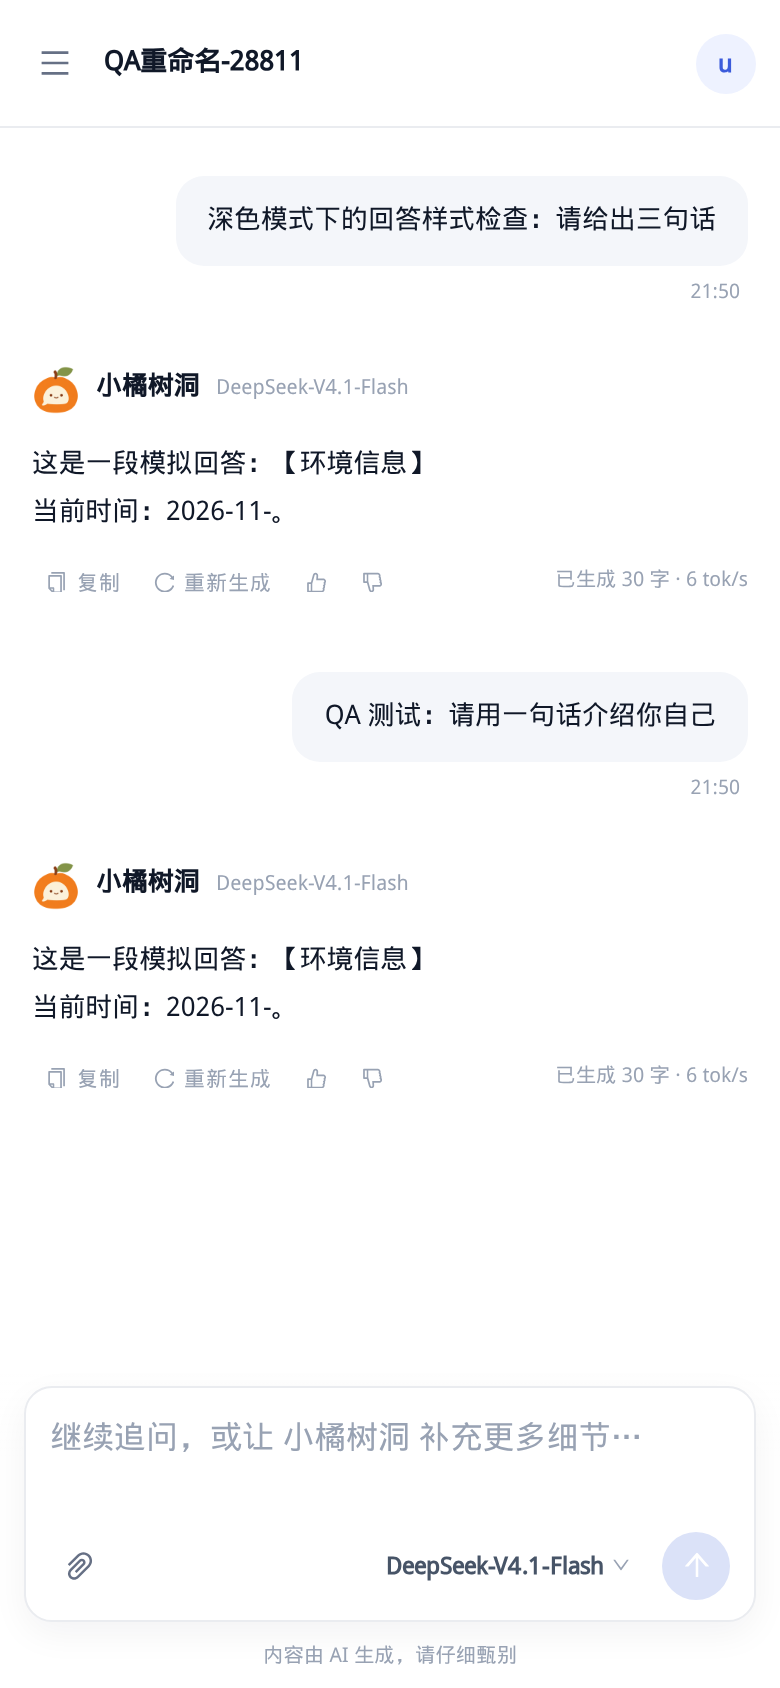 QA重命名-28811
u
深色模式下的回答样式检查：请给出三句话
21:50
小橘树洞 DeepSeek-V4.1-Flash
这是一段模拟回答：【环境信息】
当前时间：2026-11-。
复制 重新生成 已生成 30 字 · 6 tok/s
QA 测试：请用一句话介绍你自己
21:50
小橘树洞 DeepSeek-V4.1-Flash
这是一段模拟回答：【环境信息】
当前时间：2026-11-。
复制 重新生成 已生成 30 字 · 6 tok/s
继续追问，或让 小橘树洞 补充更多细节…
DeepSeek-V4.1-Flash
内容由 AI 生成，请仔细甄别